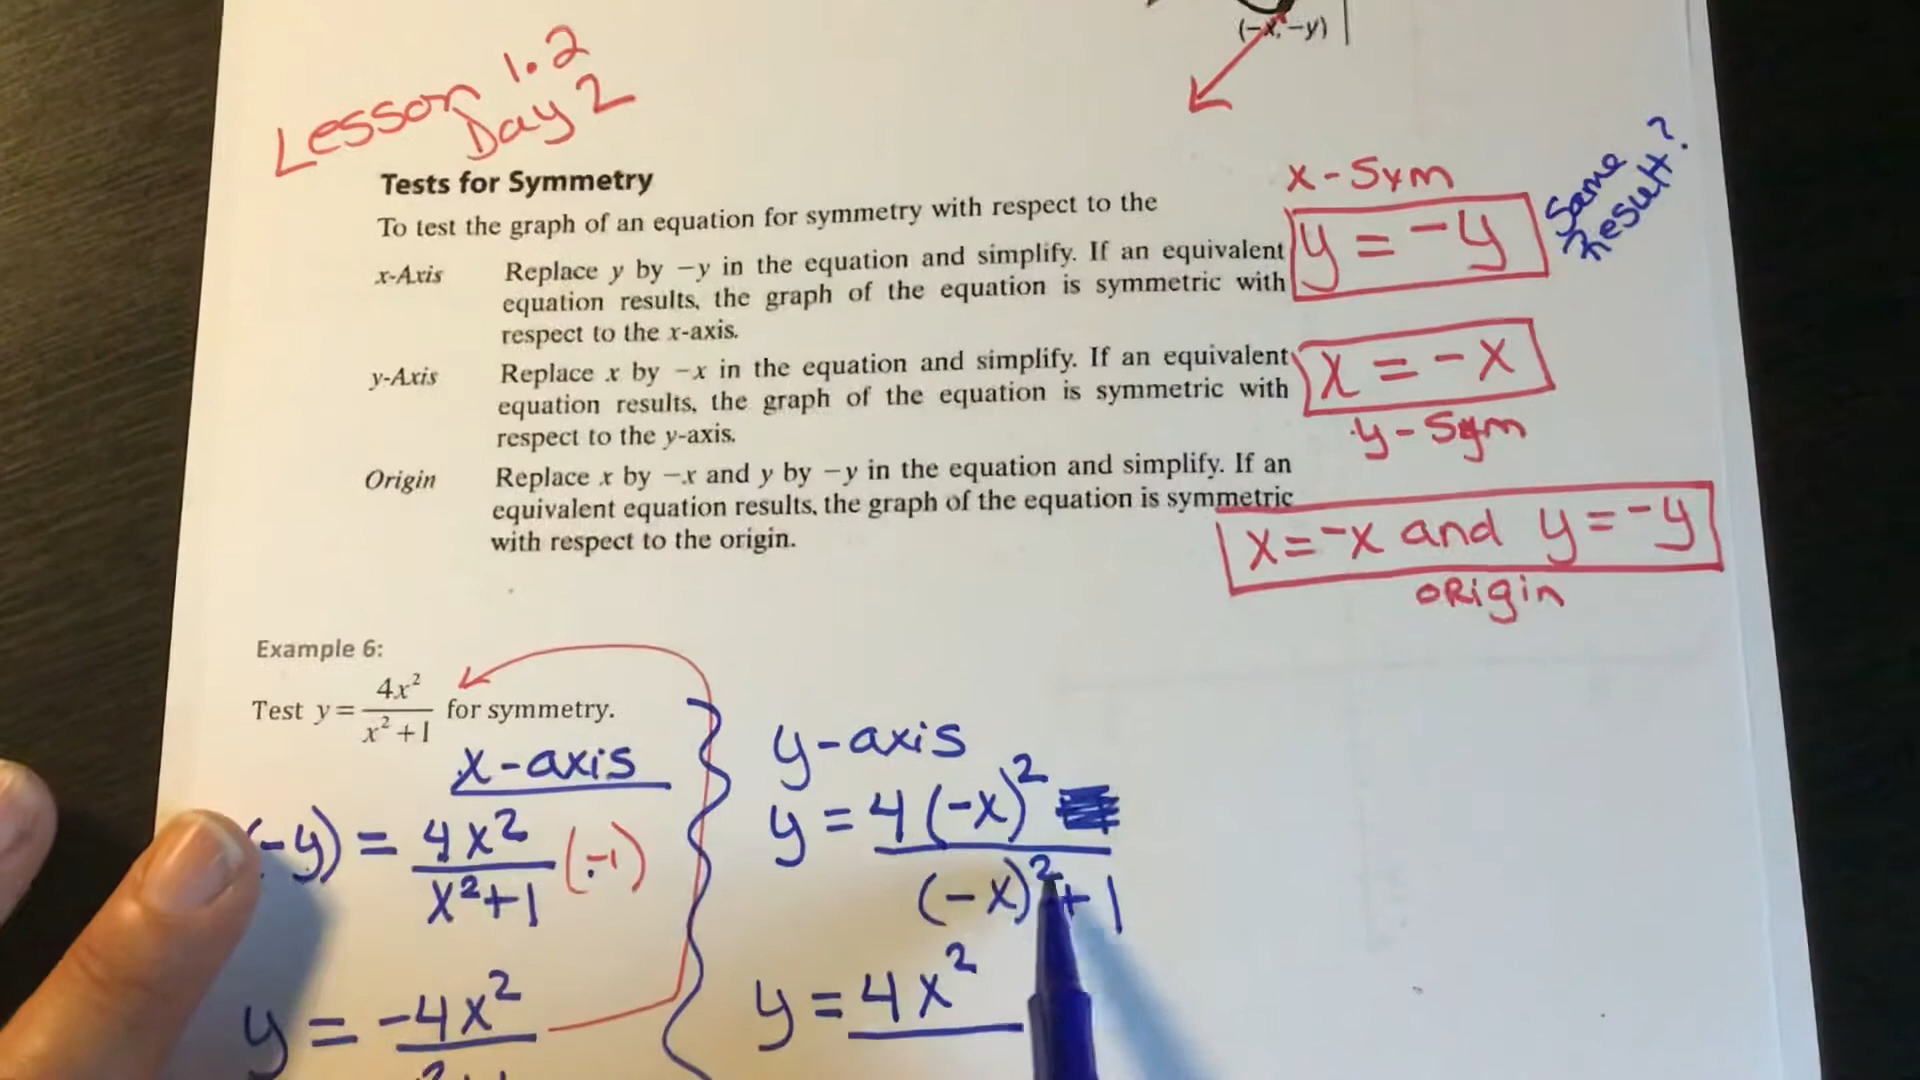 (-x, -y)
Lesson 1.2
Day 2
Tests for Symmetry
To test the graph of an equation for symmetry with respect to the
x-Axis Replace y by −y in the equation and simplify. If an equivalent
equation results, the graph of the equation is symmetric with
respect to the x-axis.
y-Axis Replace x by −x in the equation and simplify. If an equivalent
equation results, the graph of the equation is symmetric with
respect to the y-axis.
Origin Replace x by −x and y by −y in the equation and simplify. If an
equivalent equation results, the graph of the equation is symmetric
with respect to the origin.
x - Sym
y = -y
Same
Result?
x = -x
y - Sym
x = -x and y = -y
ORigin
Example 6:
Test y = 4x²/(x² + 1) for symmetry.
x-axis
-y) = 4x²/(x²+1) (-1)
y = -4x²
y-axis
y = 4(-x)²/((-x)² + 1)
y = 4x²